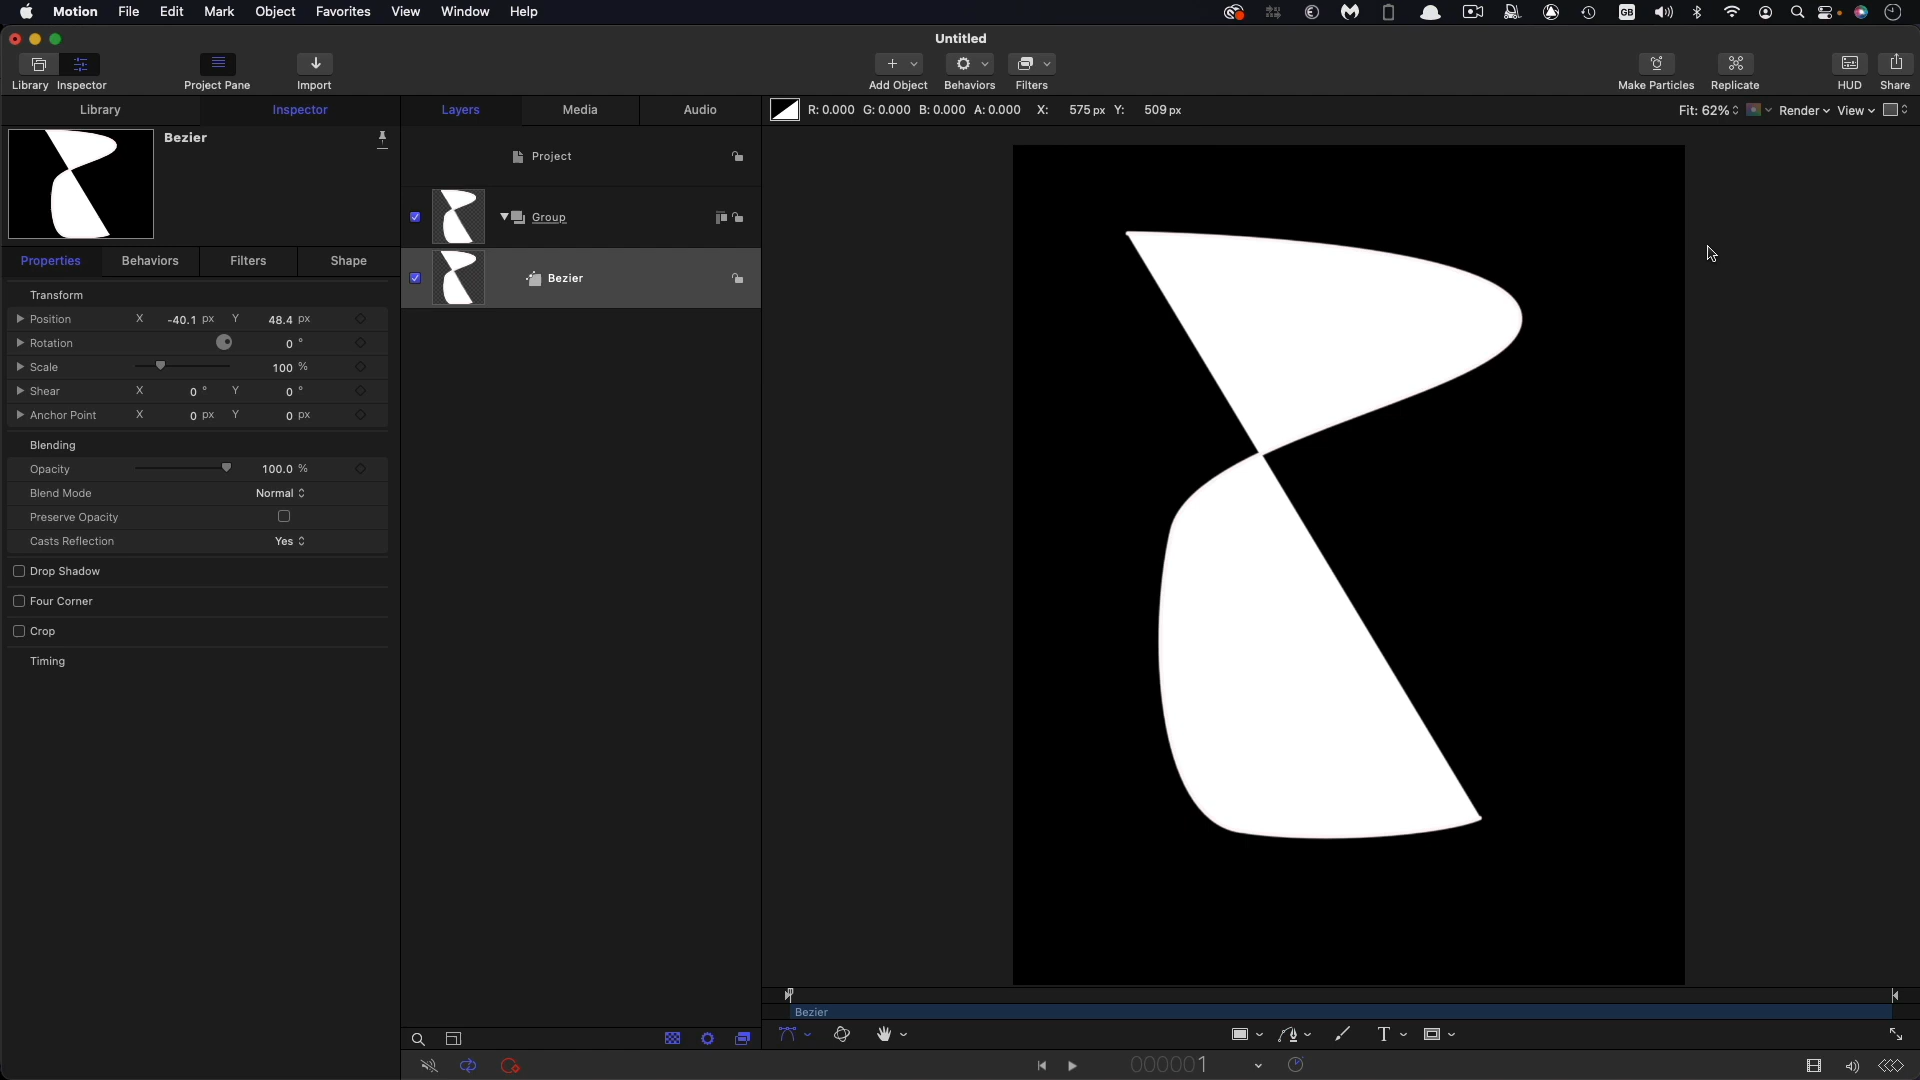 Motion File Edit Mark Object Favorites View Window Help
GB
Untitled
Library Inspector Project Pane Import Add Object Behaviors Filters Make Particles Replicate HUD Share
Library Inspector Layers Media Audio R: 0.000 G: 0.000 B: 0.000 A: 0.000 X: 575 px Y: 509 px Fit: 62% Render View
Bezier
Project
Group
Bezier
Properties Behaviors Filters Shape
Transform
Position X -40.1 px Y 48.4 px
Rotation 0 °
Scale 100 %
Shear X 0 ° Y 0 °
Anchor Point X 0 px Y 0 px
Blending
Opacity 100.0 %
Blend Mode Normal
Preserve Opacity
Casts Reflection Yes
Drop Shadow
Four Corner
Crop
Timing
Bezier
T
0000001